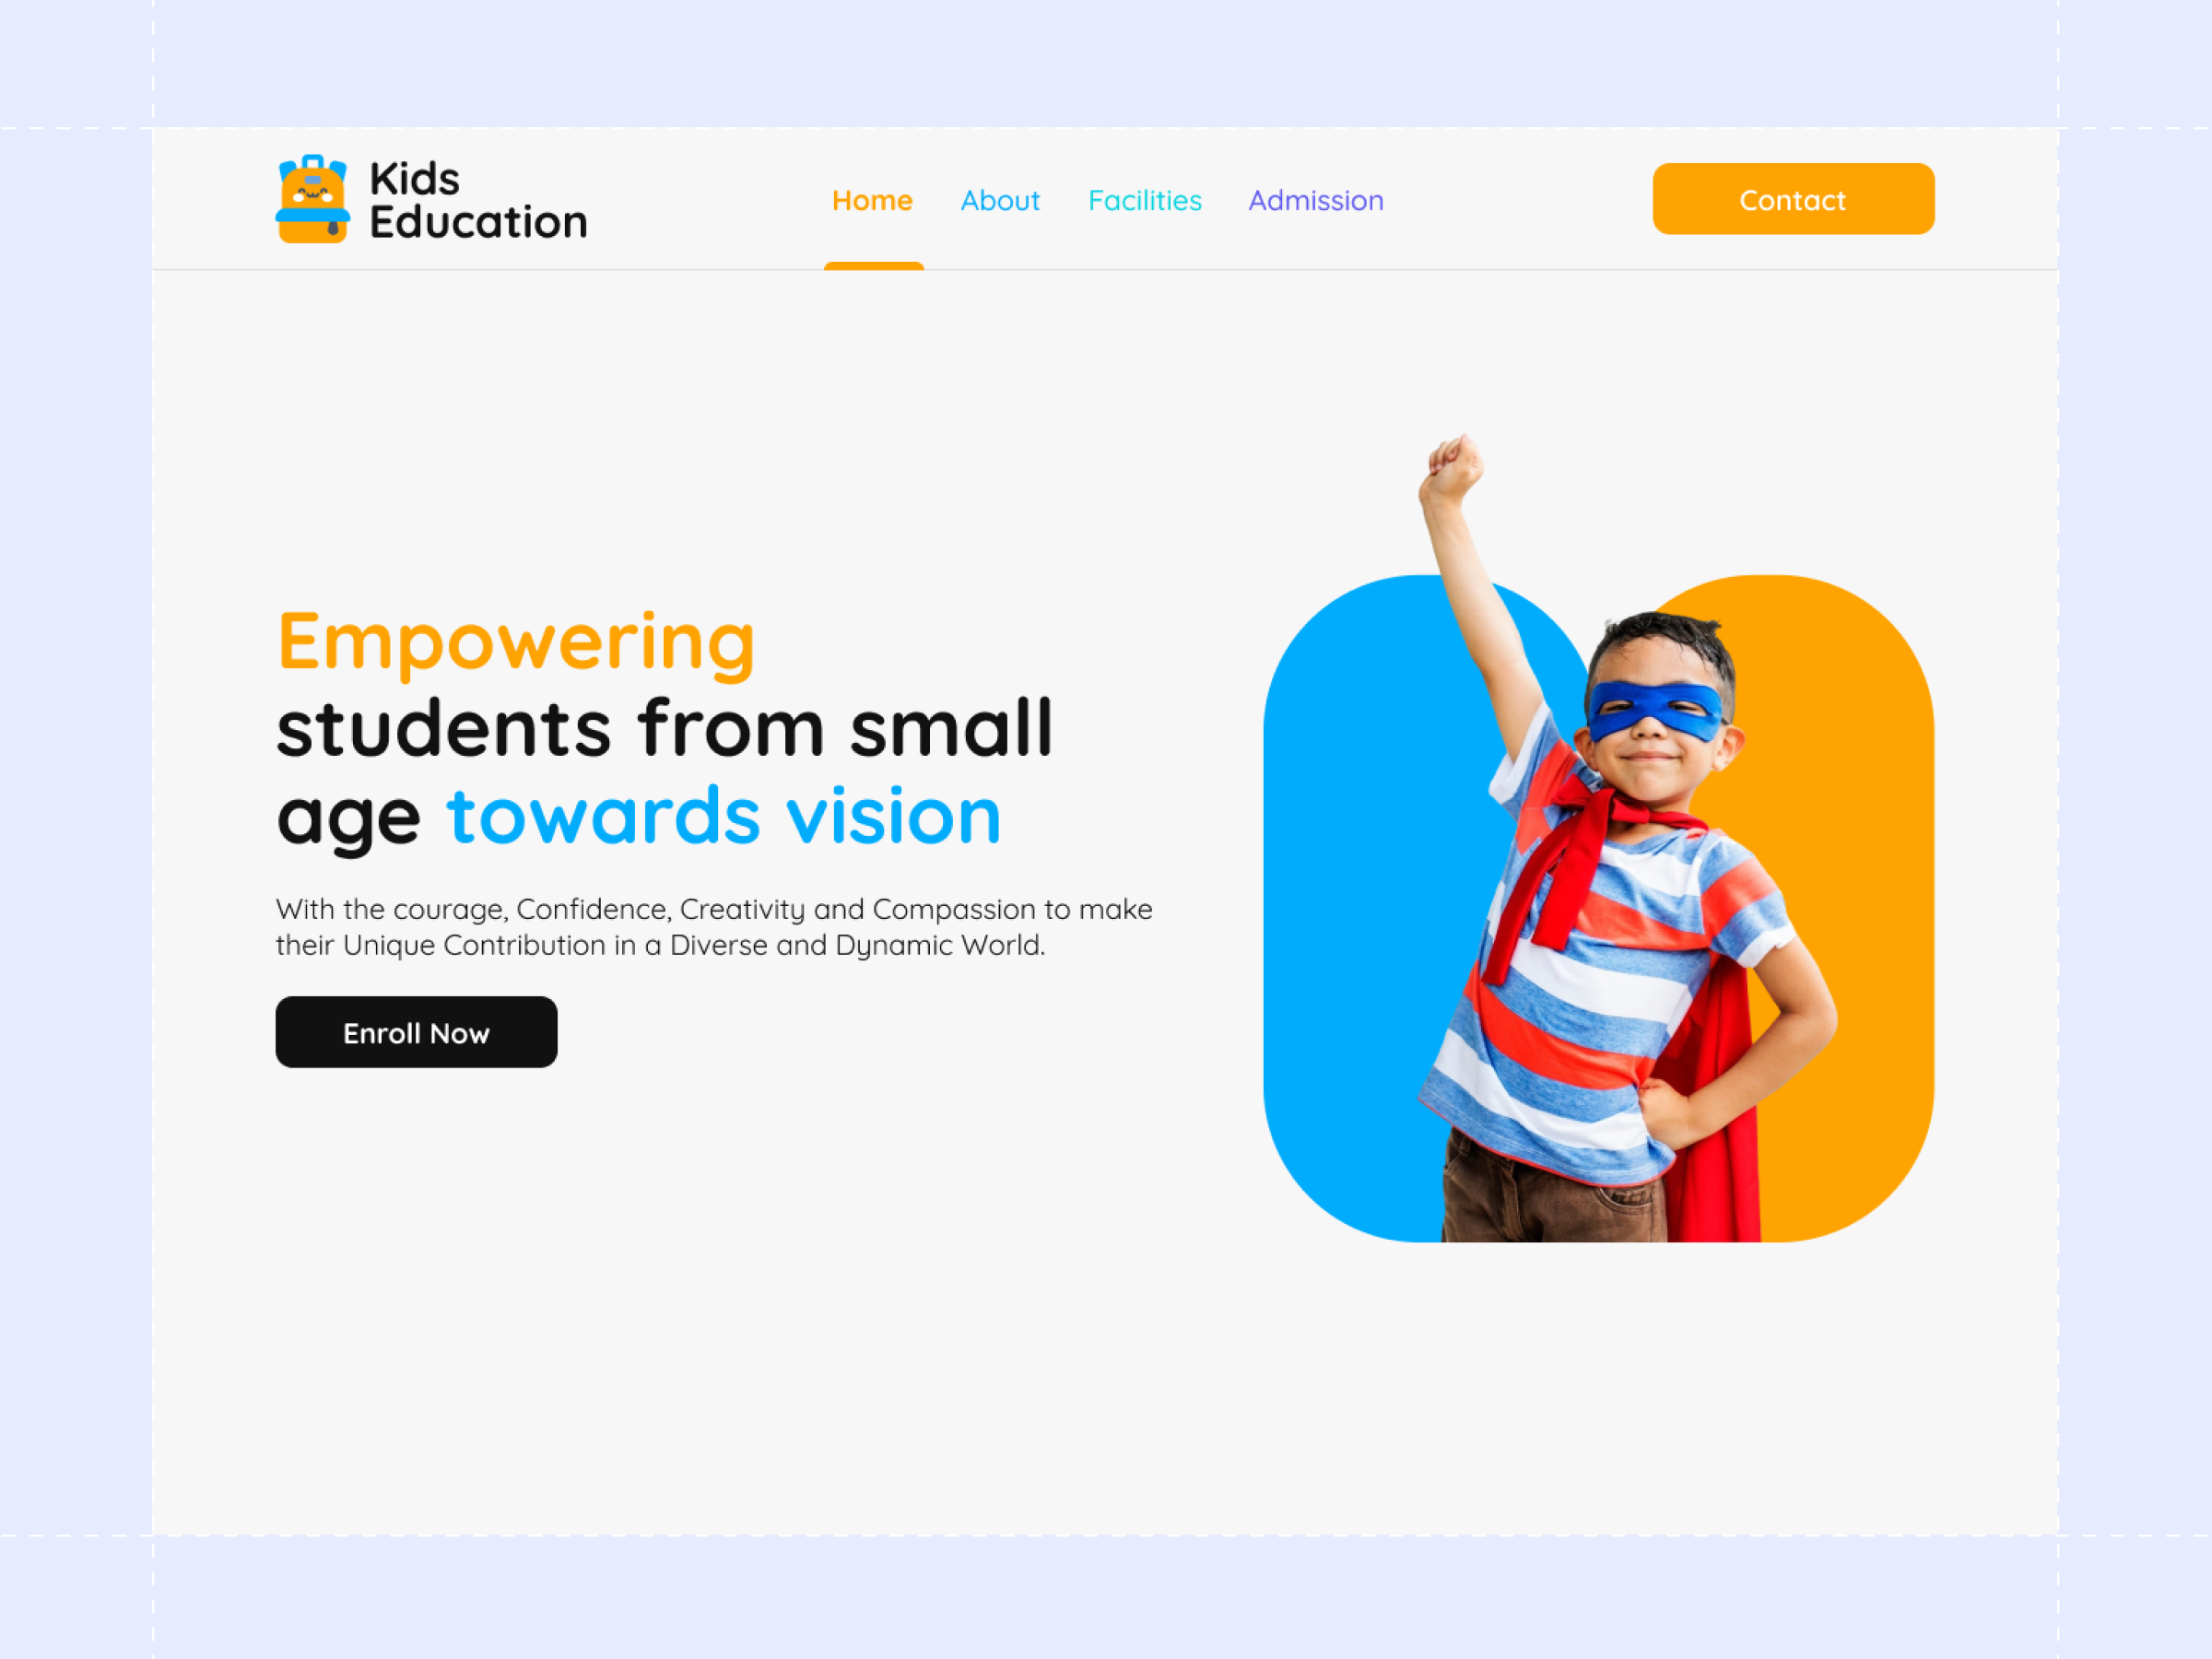 Kids
Education
Home About Facilities Admission
Contact
Empowering
students from small
age towards vision
With the courage, Confidence, Creativity and Compassion to make
their Unique Contribution in a Diverse and Dynamic World.
Enroll Now